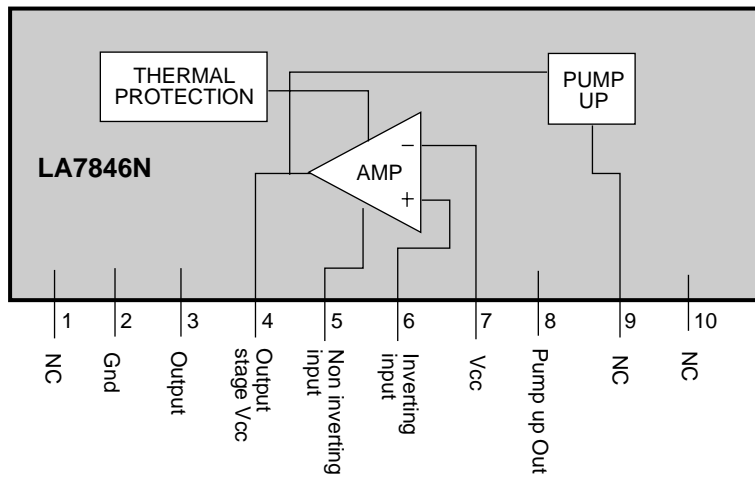 THERMAL
PROTECTION
PUMP
UP
LA7846N
AMP
−
+
1
2
3
4
5
6
7
8
9
10
NC
Gnd
Output
Output
stage Vcc
Non inverting
input
Inverting
input
Vcc
Pump up Out
NC
NC